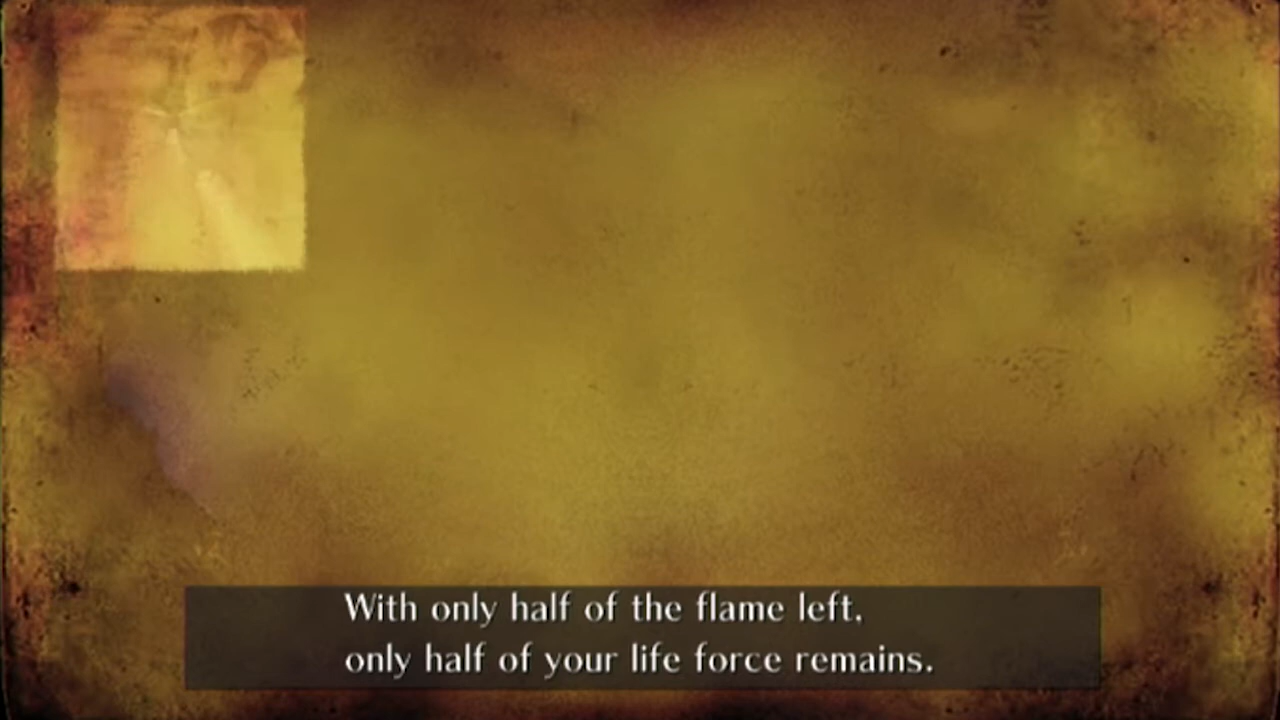 With only half of the flame left,
only half of your life force remains.